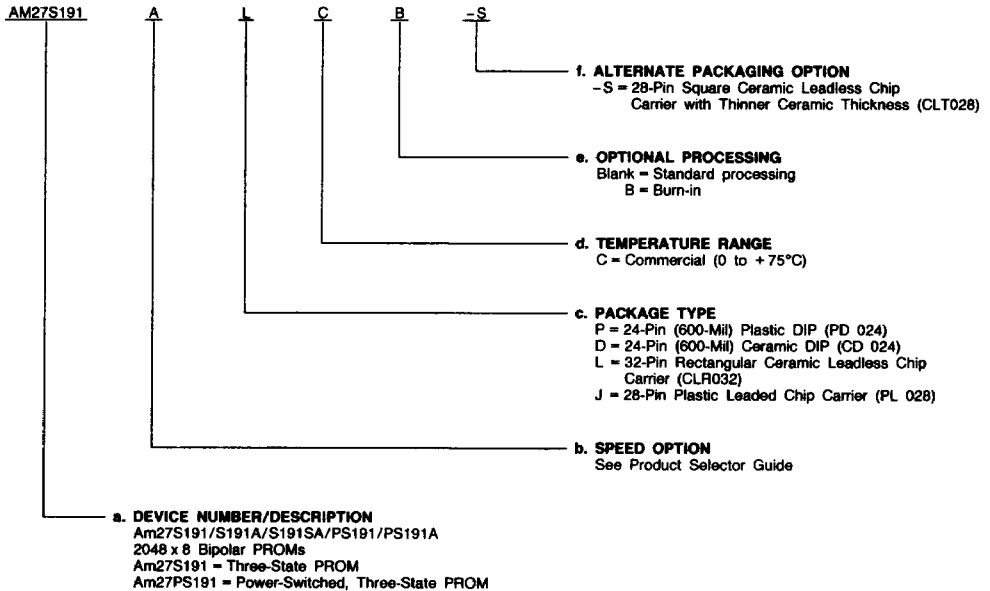 AM27S191 A L C B -S
f. ALTERNATE PACKAGING OPTION
-S = 28-Pin Square Ceramic Leadless Chip
Carrier with Thinner Ceramic Thickness (CLT028)
e. OPTIONAL PROCESSING
Blank = Standard processing
B = Burn-in
d. TEMPERATURE RANGE
C = Commercial (0 to +75°C)
c. PACKAGE TYPE
P = 24-Pin (600-Mil) Plastic DIP (PD 024)
D = 24-Pin (600-Mil) Ceramic DIP (CD 024)
L = 32-Pin Rectangular Ceramic Leadless Chip
Carrier (CLR032)
J = 28-Pin Plastic Leaded Chip Carrier (PL 028)
b. SPEED OPTION
See Product Selector Guide
a. DEVICE NUMBER/DESCRIPTION
Am27S191/S191A/S191SA/PS191/PS191A
2048 x 8 Bipolar PROMs
Am27S191 = Three-State PROM
Am27PS191 = Power-Switched, Three-State PROM